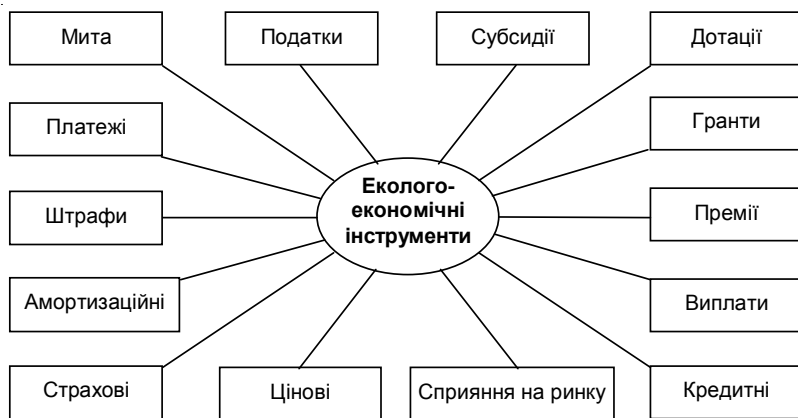 Мита
Податки
Субсидії
Дотації
Платежі
Гранти
Еколого-
економічні
інструменти
Штрафи
Премії
Амортизаційні
Виплати
Страхові
Цінові
Сприяння на ринку
Кредитні